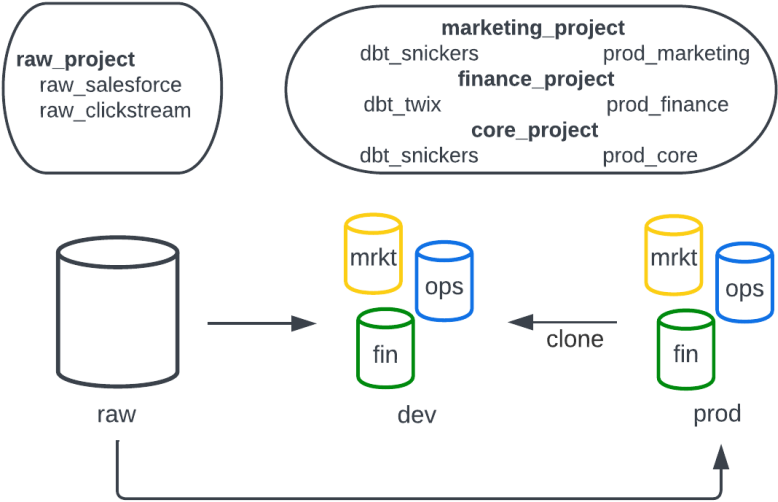 raw_project
raw_salesforce
raw_clickstream
marketing_project
dbt_snickers prod_marketing
finance_project
dbt_twix prod_finance
core_project
dbt_snickers prod_core
mrkt
ops
fin
mrkt
ops
fin
clone
raw
dev
prod